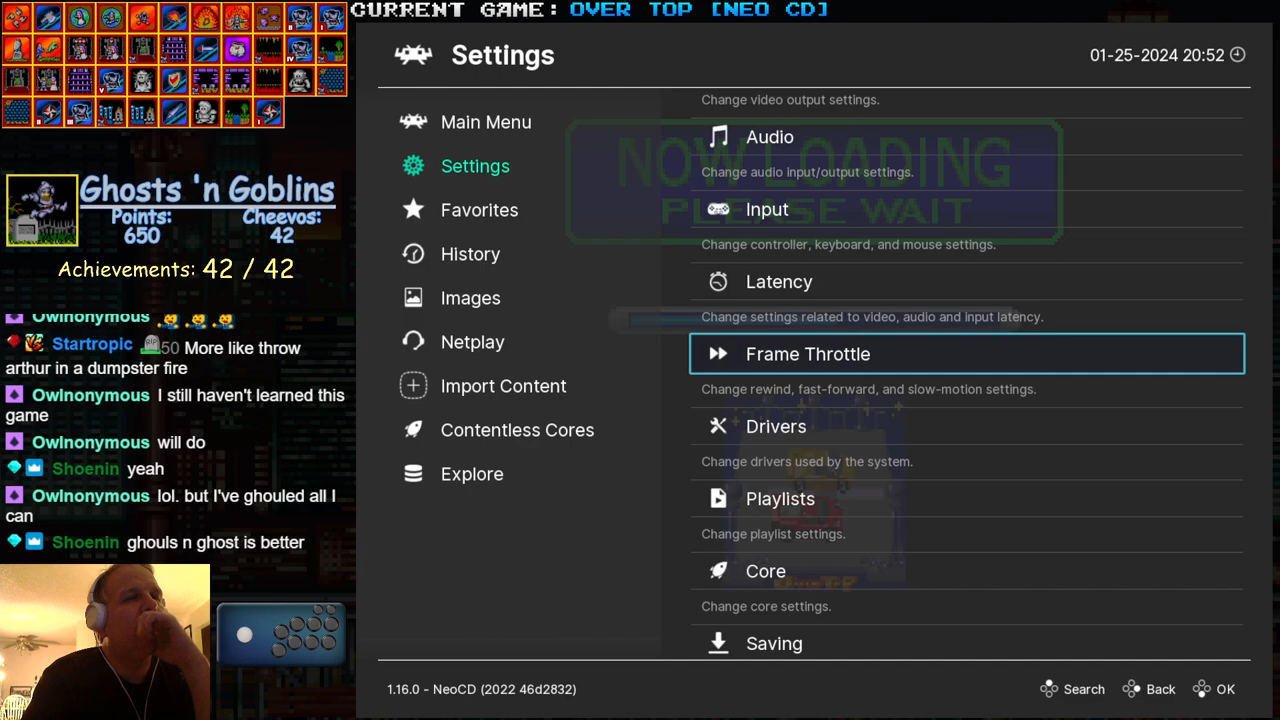 CURRENT GAME: OVER TOP [NEO CD]
Settings
01-25-2024 20:52
Main Menu
Settings
Favorites
History
Images
Netplay
Import Content
Contentless Cores
Explore
Change video output settings.
Audio
Change audio input/output settings.
Input
Change controller, keyboard, and mouse settings.
Latency
Change settings related to video, audio and input latency.
Frame Throttle
Change rewind, fast-forward, and slow-motion settings.
Drivers
Change drivers used by the system.
Playlists
Change playlist settings.
Core
Change core settings.
Saving
NOW LOADING
PLEASE WAIT
1.16.0 - NeoCD (2022 46d2832)
Search
Back
OK
Ghosts 'n Goblins
Points:
650
Cheevos:
42
Achievements: 42 / 42
Owlnonymous
Startropic 50 More like throw
arthur in a dumpster fire
Owlnonymous I still haven't learned this
game
Owlnonymous will do
Shoenin yeah
Owlnonymous lol. but I've ghouled all I
can
Shoenin ghouls n ghost is better